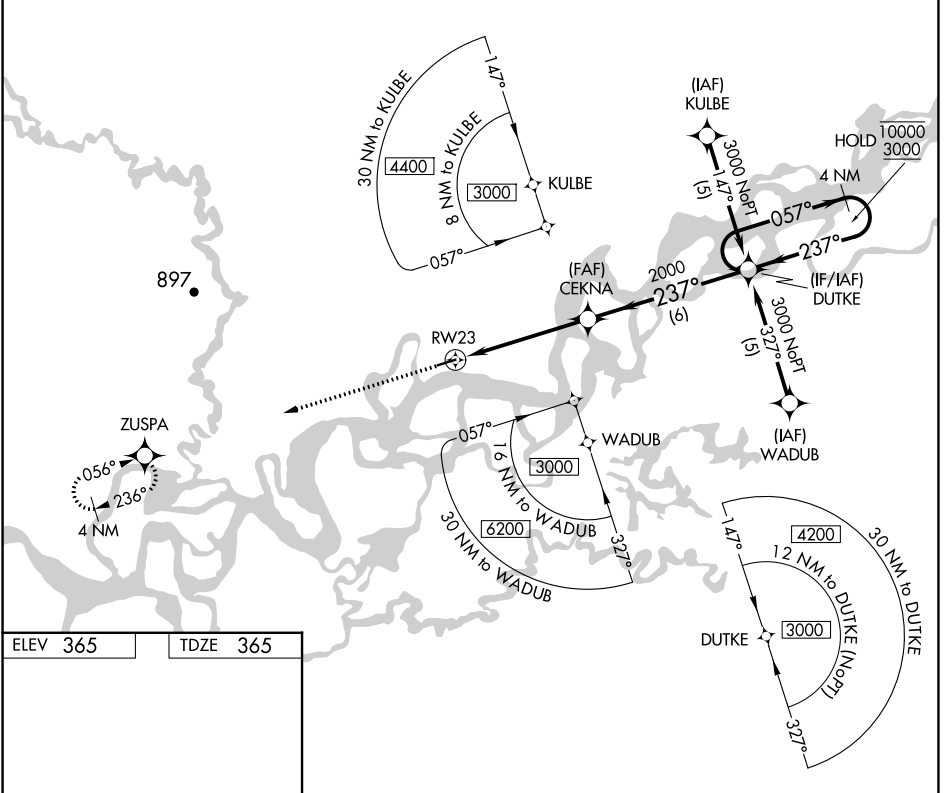 147°
30 NM to KULBE
4400
8 NM to KULBE
3000
KULBE
057°
(IAF)
KULBE
3000 NoPT
147°
(5)
HOLD 10000
3000
4 NM
057°
237°
(IF/IAF)
DUTKE
(FAF)
CEKNA
2000
237°
(6)
3000 NoPT
327°
(5)
(IAF)
WADUB
897
RW23
ZUSPA
056°
236°
4 NM
057°
WADUB
3000
16 NM to WADUB
6200
30 NM to WADUB
327°
147°
4200
30 NM to DUTKE
12 NM to DUTKE (NoPT)
3000
DUTKE
327°
ELEV 365
TDZE 365